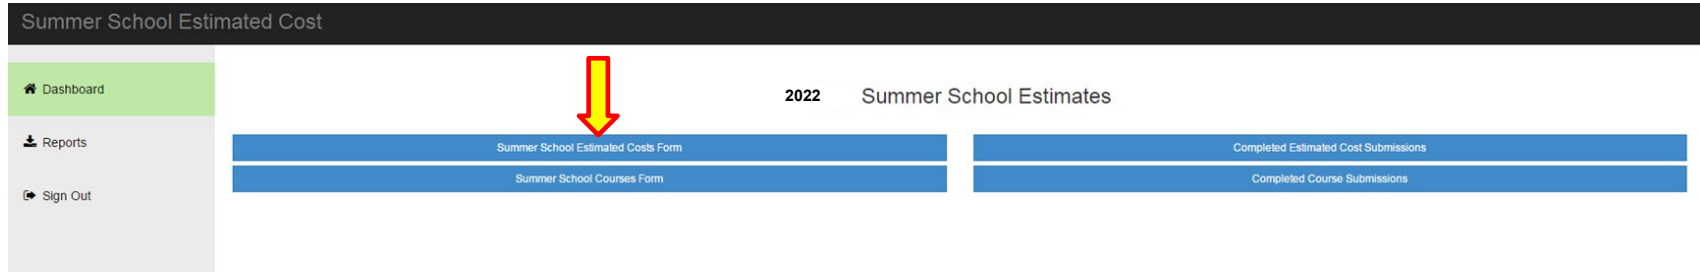 Summer School Estimated Cost
Dashboard
Reports
Sign Out
2022 Summer School Estimates
Summer School Estimated Costs Form
Completed Estimated Cost Submissions
Summer School Courses Form
Completed Course Submissions